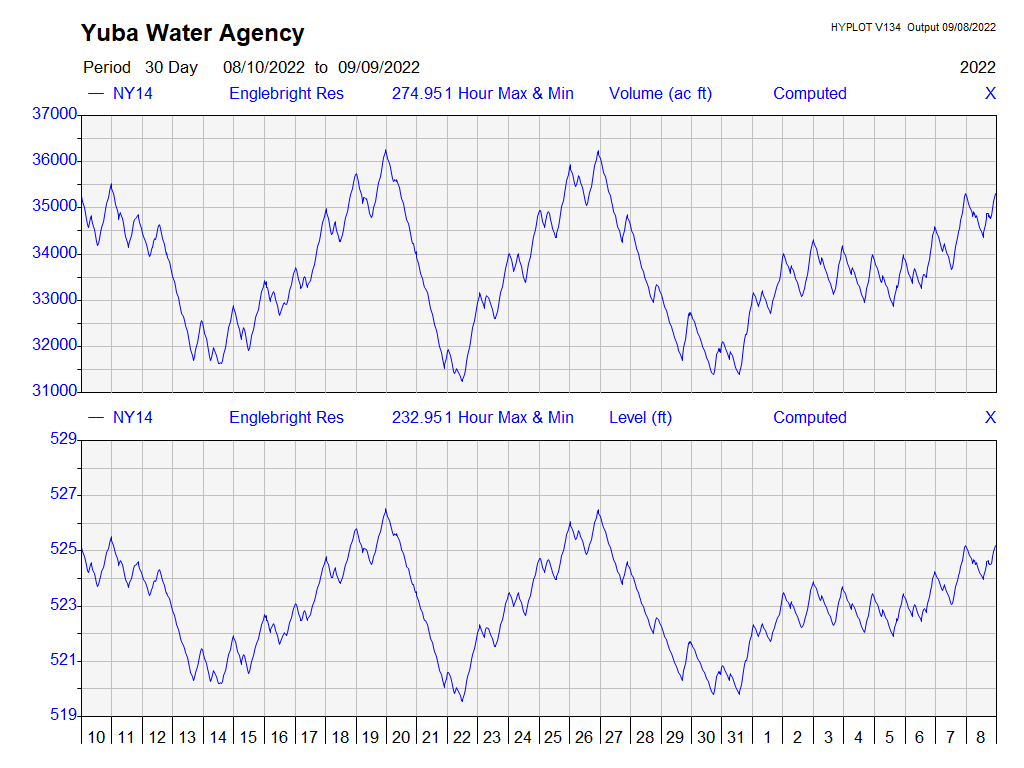 Yuba Water Agency
HYPLOT V134 Output 09/08/2022
Period 30 Day 08/10/2022 to 09/09/2022 2022
NY14 Englebright Res 274.951 Hour Max & Min Volume (ac ft) Computed X
37000
36000
35000
34000
33000
32000
31000
NY14 Englebright Res 232.951 Hour Max & Min Level (ft) Computed X
529
527
525
523
521
519
10 11 12 13 14 15 16 17 18 19 20 21 22 23 24 25 26 27 28 29 30 31 1 2 3 4 5 6 7 8